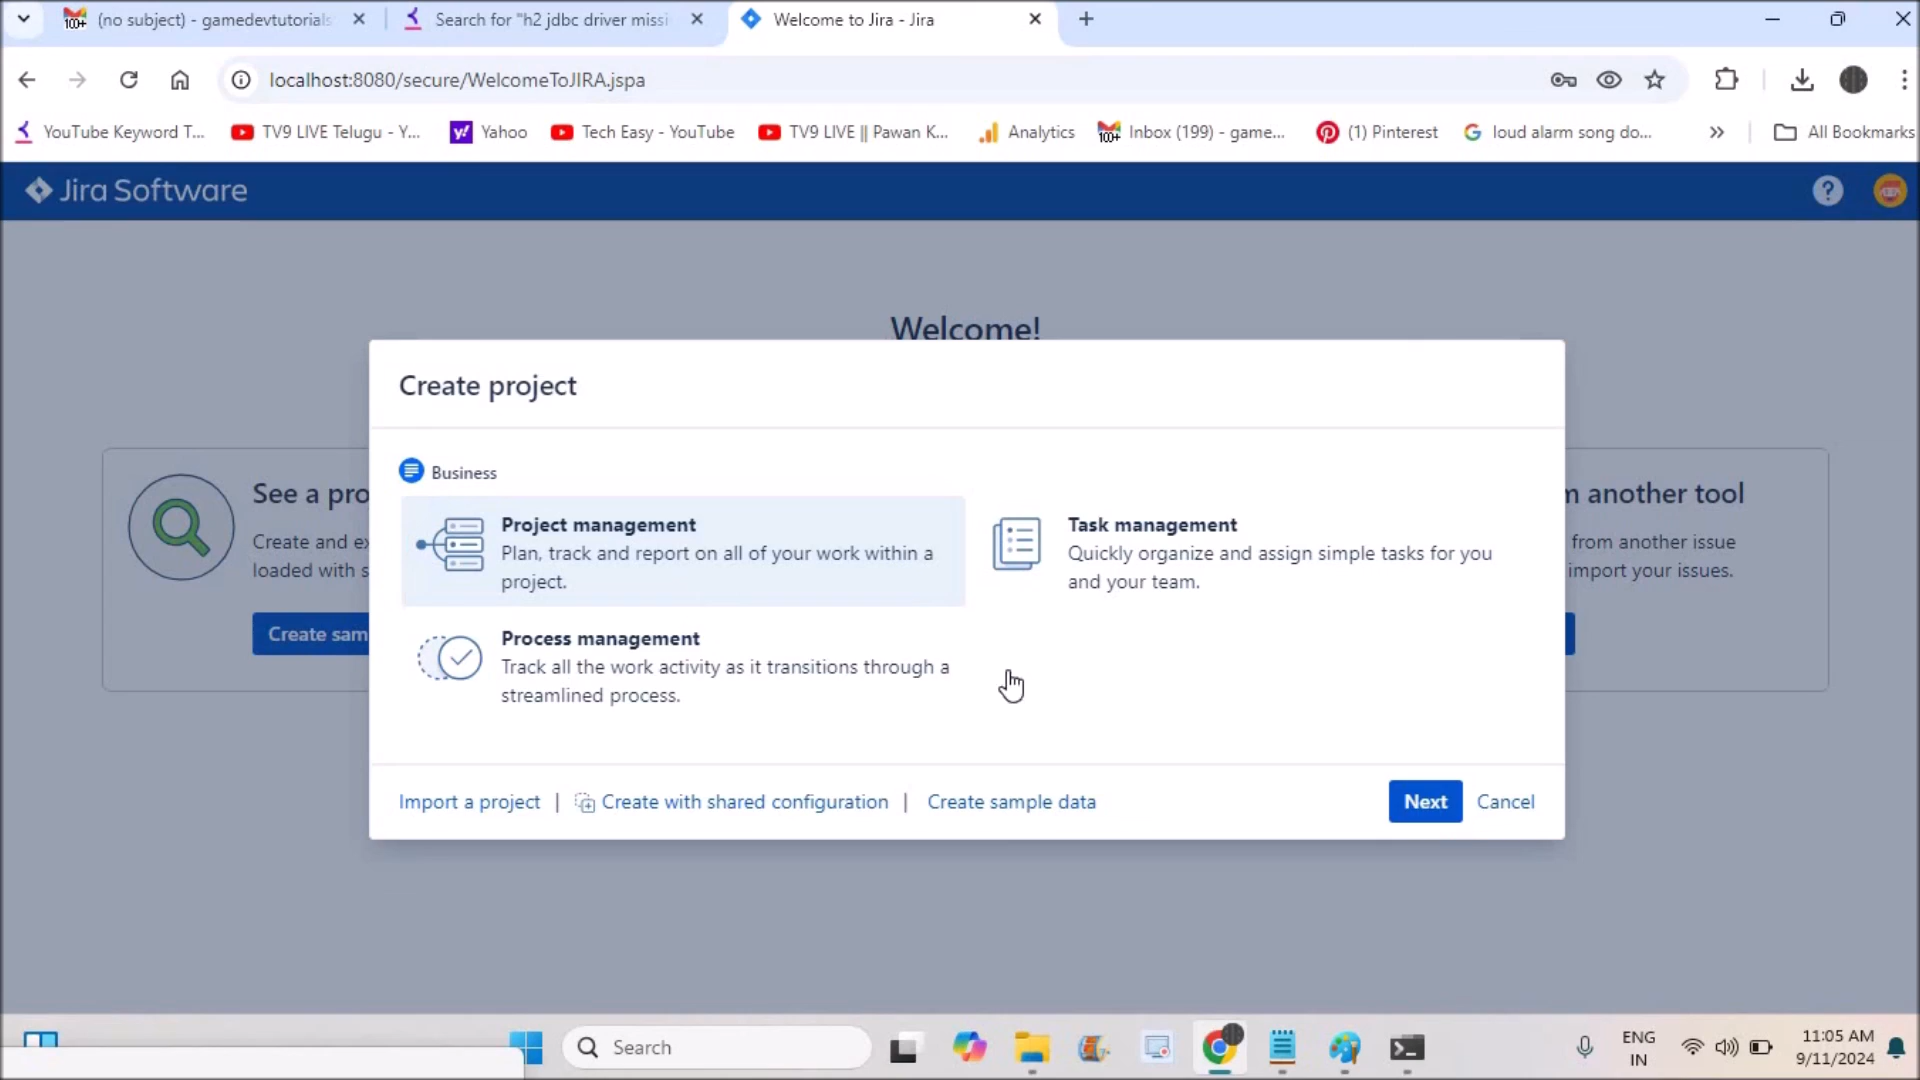 100+ (no subject) - gamedevtutorials
Search for "h2 jdbc driver missi
Welcome to Jira - Jira
localhost:8080/secure/WelcomeToJIRA.jspa
YouTube Keyword T...
TV9 LIVE Telugu - Y...
Yahoo
Tech Easy - YouTube
TV9 LIVE || Pawan K...
Analytics
100+ Inbox (199) - game...
(1) Pinterest
loud alarm song do...
All Bookmarks
Jira Software
Welcome!
Create project
Business
Project management
Plan, track and report on all of your work within a
project.
Task management
Quickly organize and assign simple tasks for you
and your team.
Process management
Track all the work activity as it transitions through a
streamlined process.
Import a project | Create with shared configuration | Create sample data
Next
Cancel
See a pro
Create and ex
loaded with s
Create sam
m another tool
from another issue
import your issues.
Search
ENG
IN
11:05 AM
9/11/2024